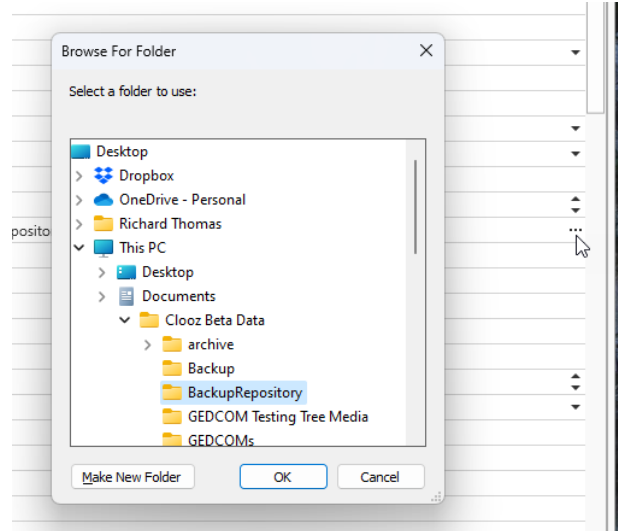 Browse For Folder
Select a folder to use:
Desktop
Dropbox
OneDrive - Personal
Richard Thomas
This PC
Desktop
Documents
Clooz Beta Data
archive
Backup
BackupRepository
GEDCOM Testing Tree Media
GEDCOMs
Make New Folder OK Cancel
posito
...